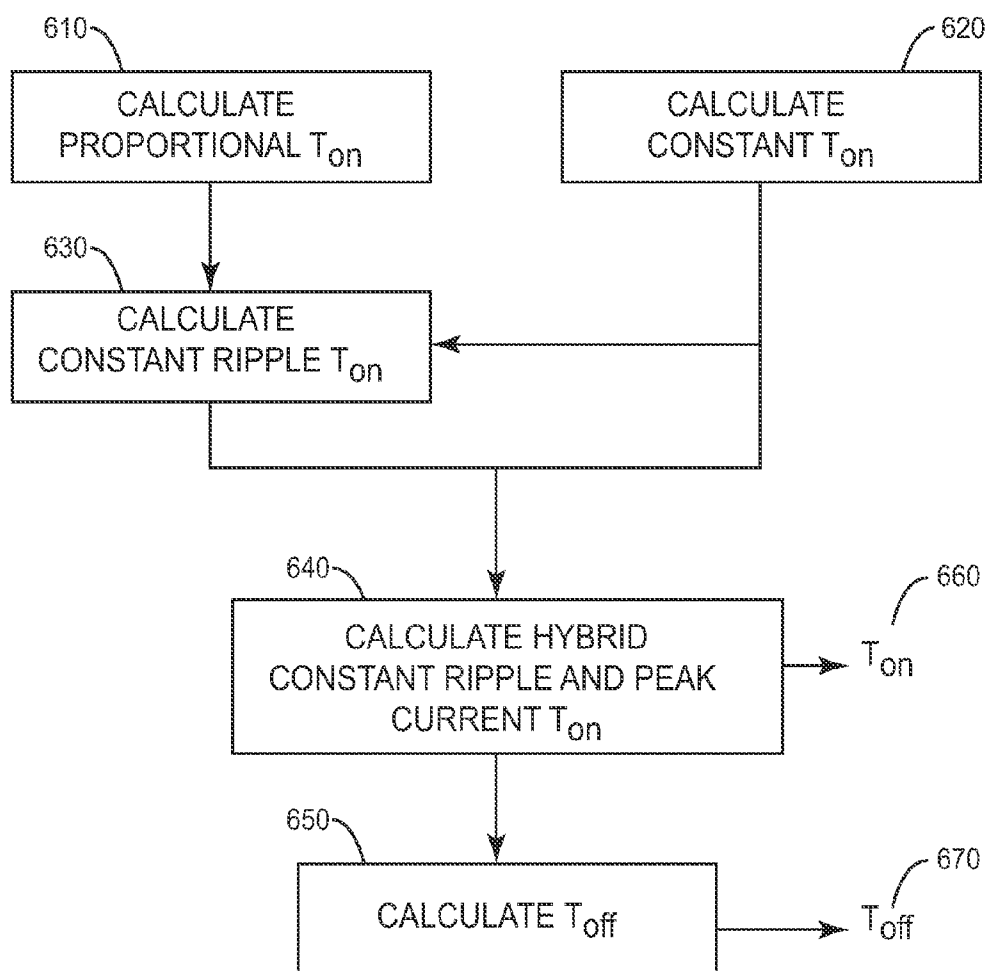 610
620
CALCULATE
PROPORTIONAL Ton
CALCULATE
CONSTANT Ton
630
CALCULATE
CONSTANT RIPPLE Ton
640
660
CALCULATE HYBRID
CONSTANT RIPPLE AND PEAK
CURRENT Ton
Ton
650
670
CALCULATE Toff
Toff